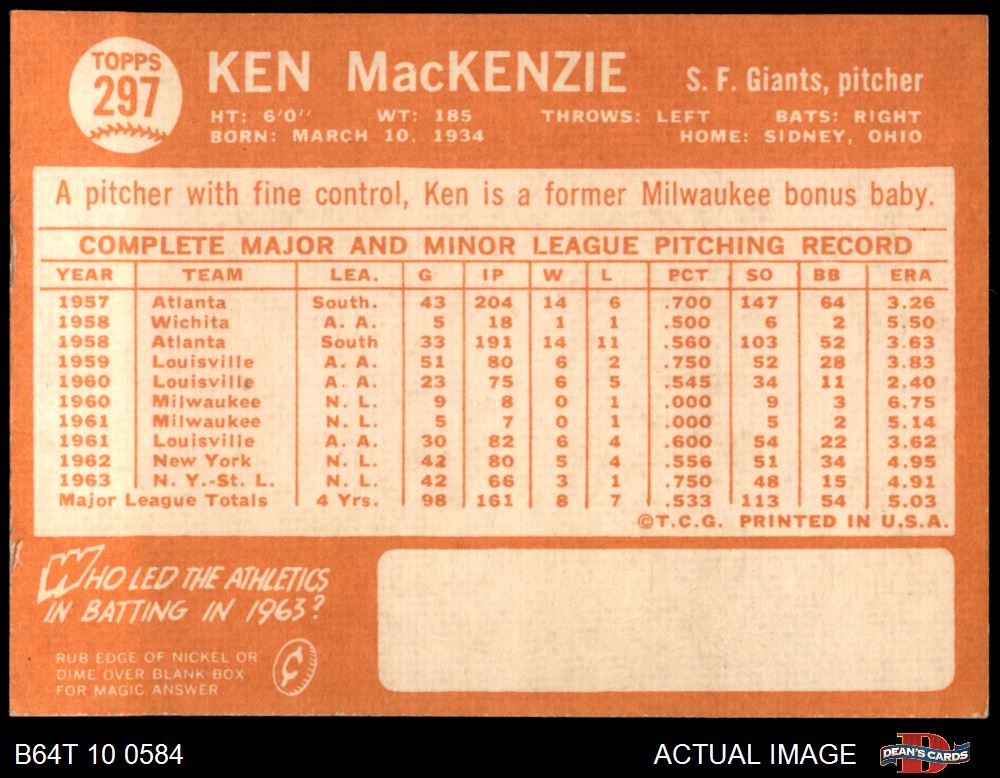 TOPPS
297
KEN MacKENZIE
S. F. Giants, pitcher
HT: 6'0" WT: 185 THROWS: LEFT BATS: RIGHT
BORN: MARCH 10, 1934 HOME: SIDNEY, OHIO
A pitcher with fine control, Ken is a former Milwaukee bonus baby.
COMPLETE MAJOR AND MINOR LEAGUE PITCHING RECORD
YEAR TEAM LEA. G IP W L PCT SO BB ERA
1957 Atlanta South. 43 204 14 6 .700 147 64 3.26
1958 Wichita A. A. 5 18 1 1 .500 6 2 5.50
1958 Atlanta South 33 191 14 11 .560 103 52 3.63
1959 Louisville A. A. 51 80 6 2 .750 52 28 3.83
1960 Louisville A. A. 23 75 6 5 .545 34 11 2.40
1960 Milwaukee N. L. 9 8 0 1 .000 9 3 6.75
1961 Milwaukee N. L. 5 7 0 1 .000 5 2 5.14
1961 Louisville A. A. 30 82 6 4 .600 54 22 3.62
1962 New York N. L. 42 80 5 4 .556 51 34 4.95
1963 N. Y.-St. L. N. L. 42 66 3 1 .750 48 15 4.91
Major League Totals 4 Yrs. 98 161 8 7 .533 113 54 5.03
©T.C.G. PRINTED IN U.S.A.
WHO LED THE ATHLETICS
IN BATTING IN 1963?
RUB EDGE OF NICKEL OR
DIME OVER BLANK BOX
FOR MAGIC ANSWER
¢
B64T 10 0584
ACTUAL IMAGE
D
DEAN'S CARDS